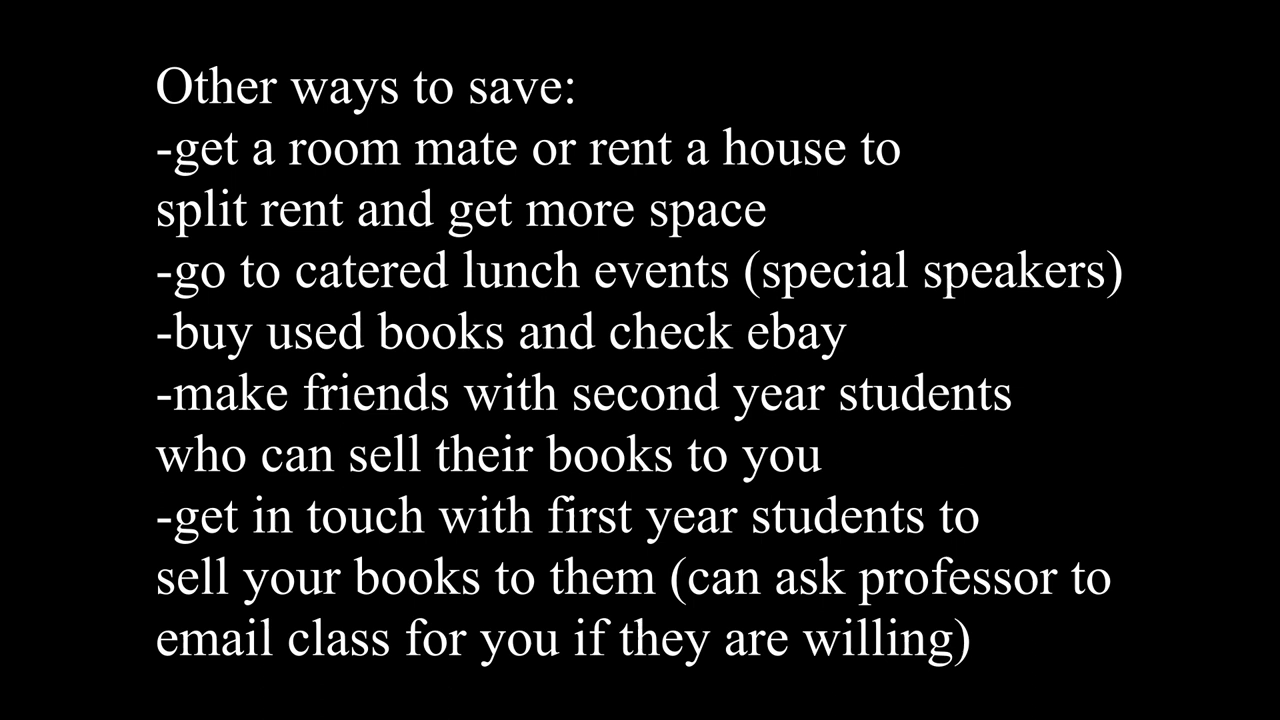 Other ways to save:
-get a room mate or rent a house to
split rent and get more space
-go to catered lunch events (special speakers)
-buy used books and check ebay
-make friends with second year students
who can sell their books to you
-get in touch with first year students to
sell your books to them (can ask professor to
email class for you if they are willing)